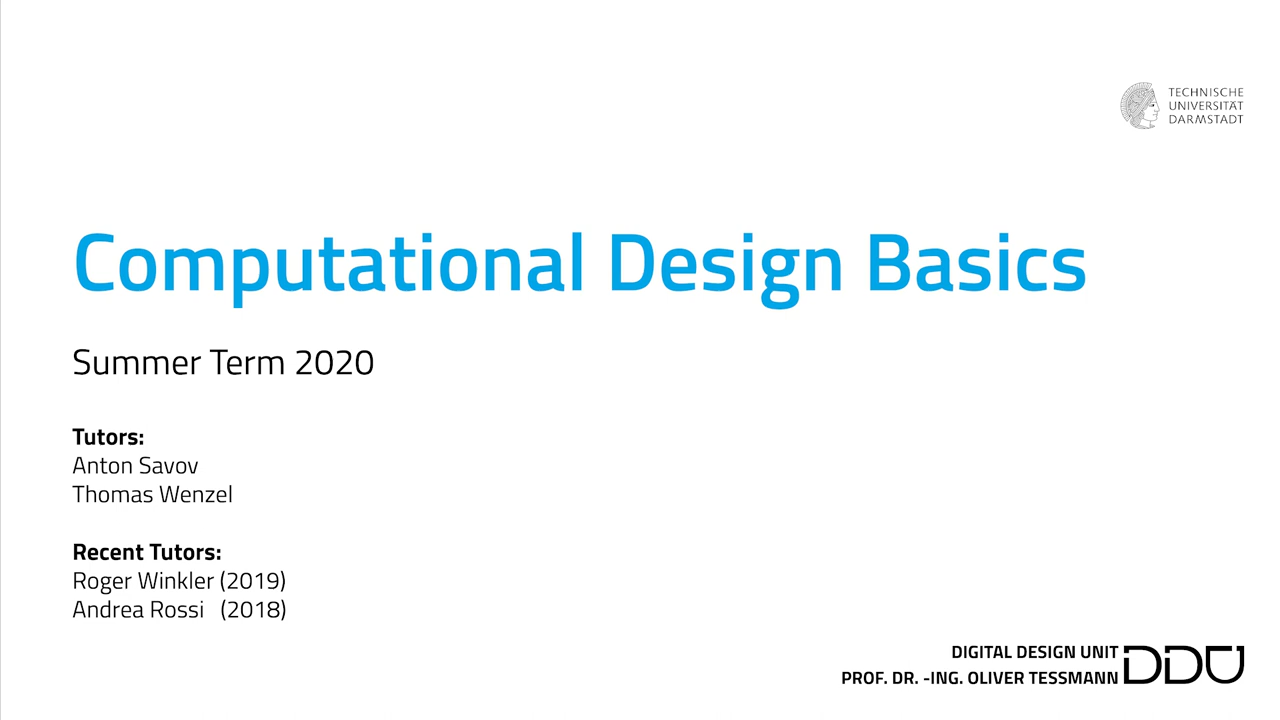 TECHNISCHE
UNIVERSITÄT
DARMSTADT
Computational Design Basics
Summer Term 2020
Tutors:
Anton Savov
Thomas Wenzel
Recent Tutors:
Roger Winkler (2019)
Andrea Rossi (2018)
DIGITAL DESIGN UNIT
PROF. DR. -ING. OLIVER TESSMANN
DDU